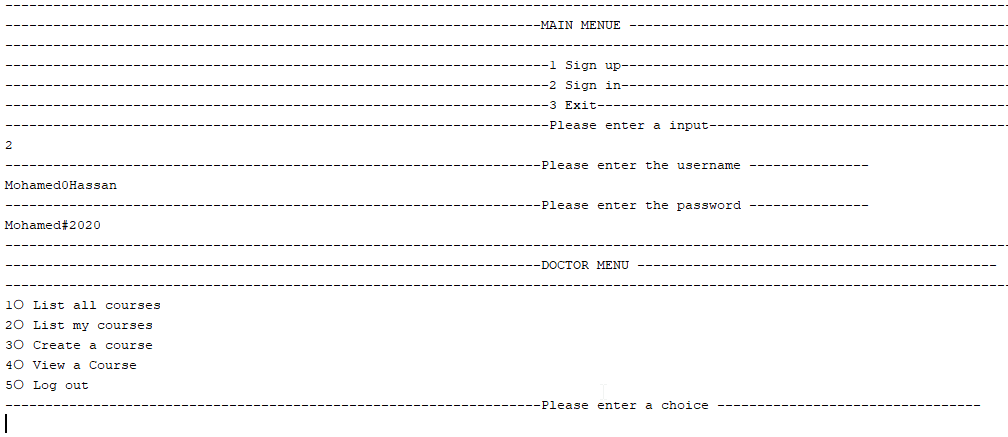 MAIN MENUE
1 Sign up
2 Sign in
3 Exit
Please enter a input
2
Please enter the username
Mohamed0Hassan
Please enter the password
Mohamed#2020
DOCTOR MENU
1O List all courses
2O List my courses
3O Create a course
4O View a Course
5O Log out
Please enter a choice